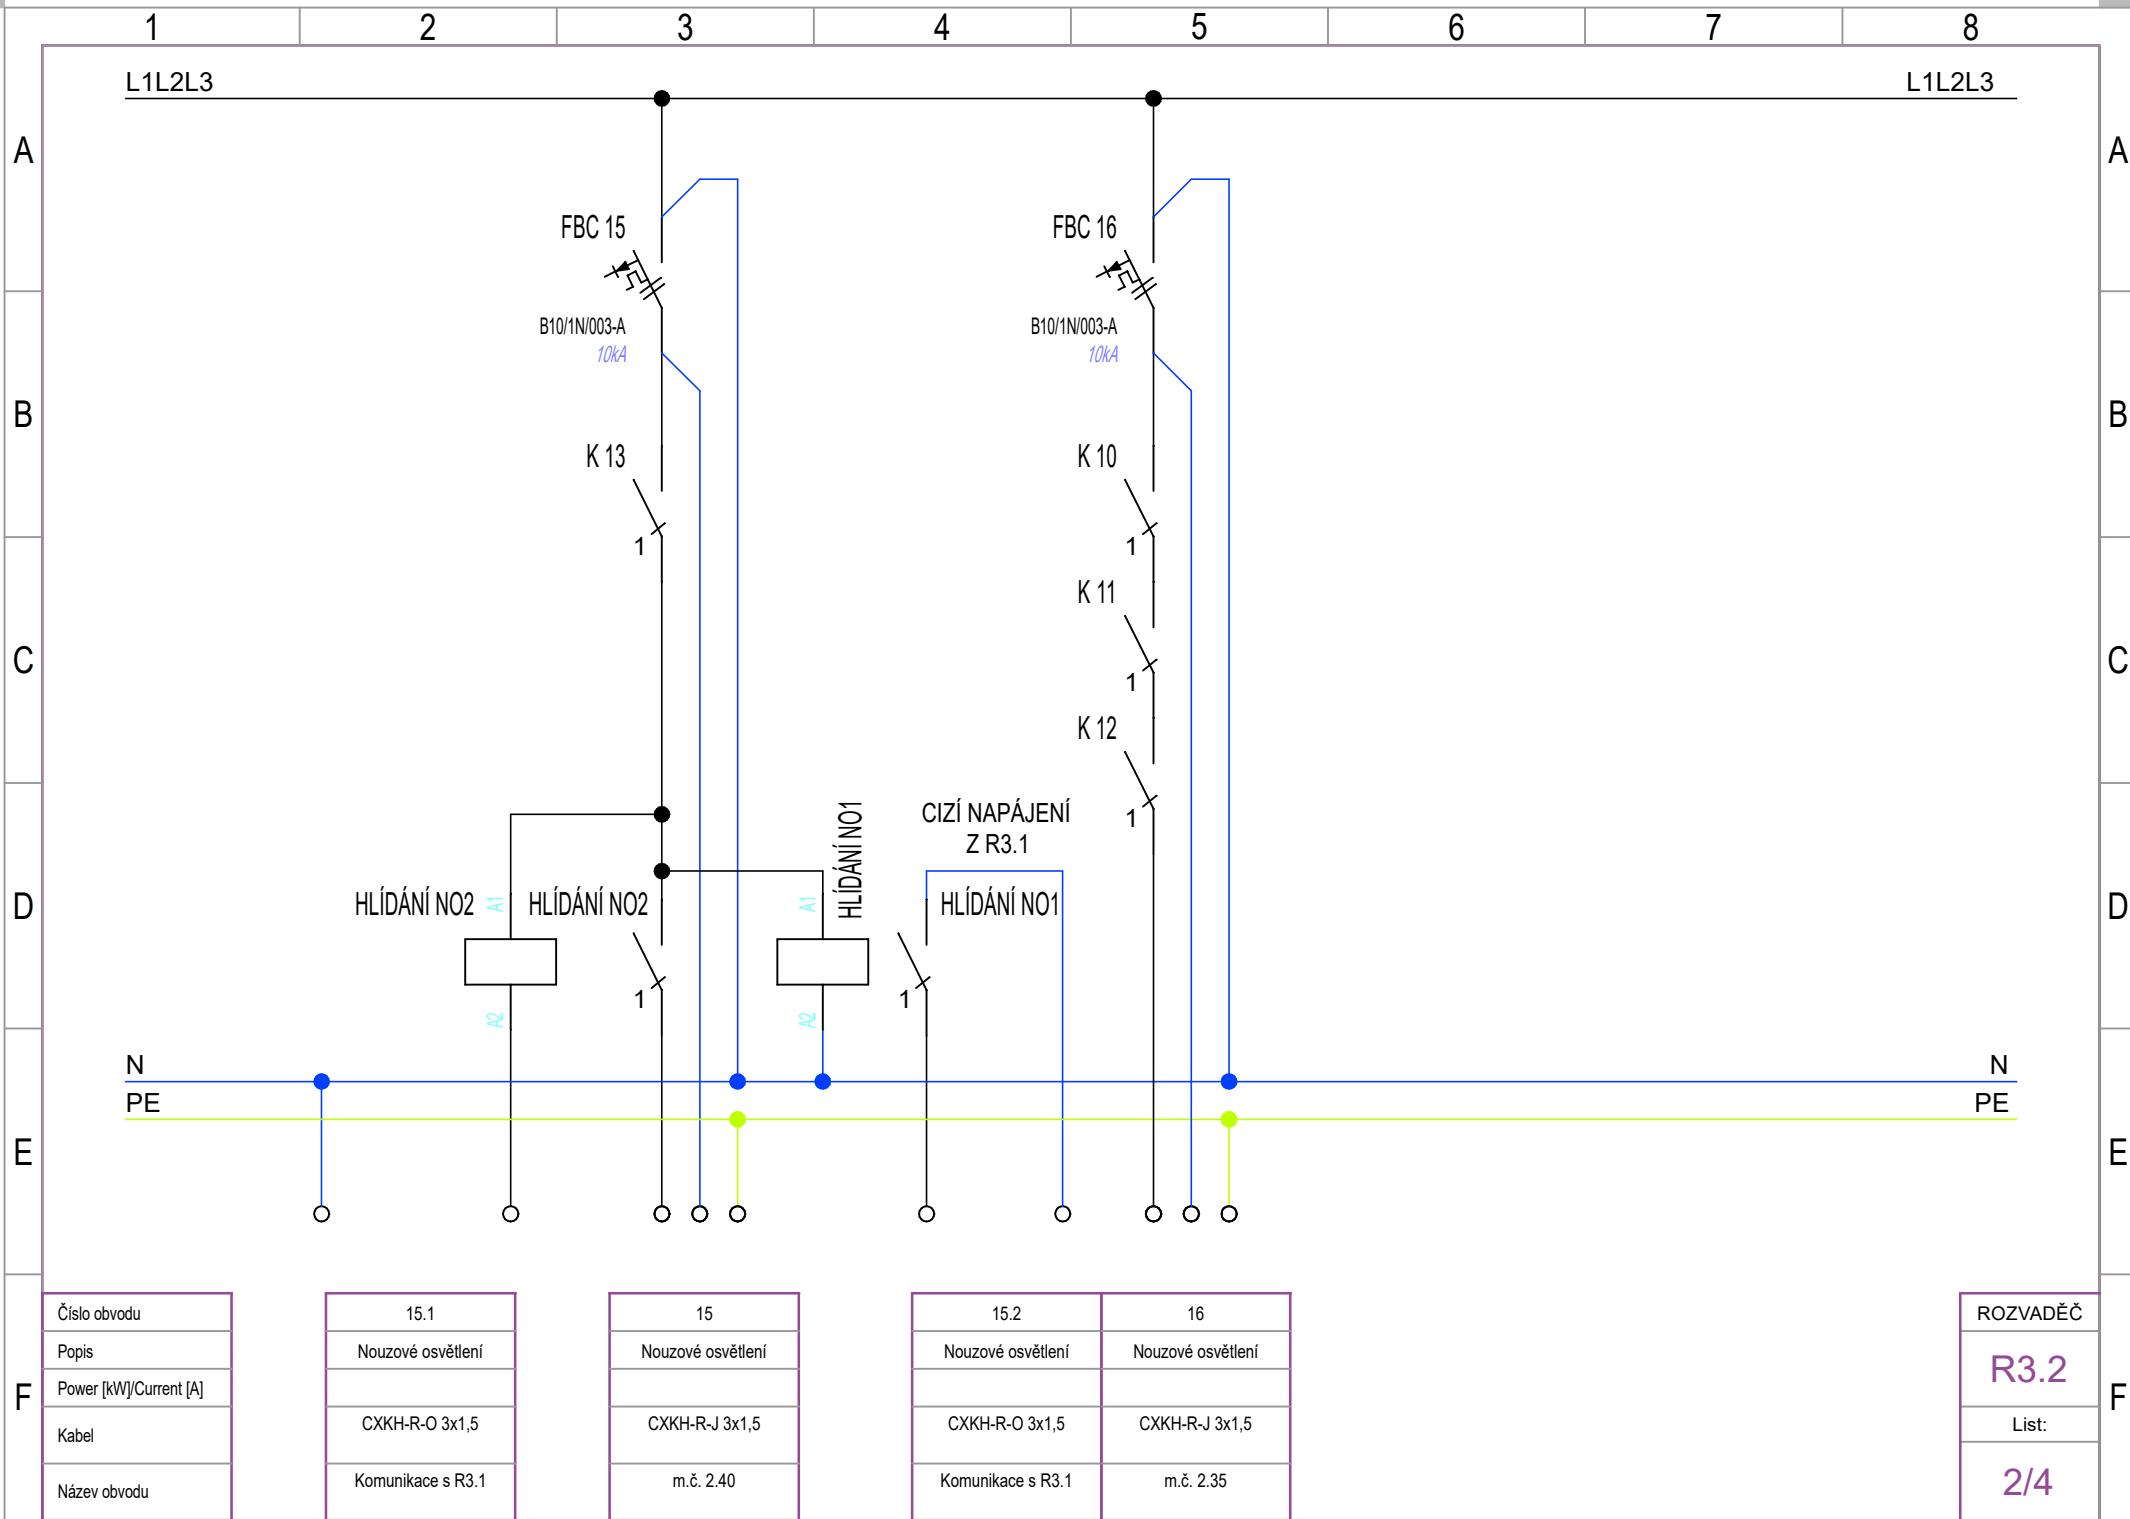 1 2 3 4 5 6 7 8
L1L2L3 L1L2L3
A A
FBC 15 FBC 16
B10/1N/003-A B10/1N/003-A
10kA 10kA
B B
K 13 K 10
1 1
K 11
C C
1
K 12
CIZÍ NAPÁJENÍ
Z R3.1
1
HLÍDÁNÍ NO1
D D
HLÍDÁNÍ NO2 A1 HLÍDÁNÍ NO2 A1 HLÍDÁNÍ NO1
1 1
A2 A2
N N
PE PE
E E
Číslo obvodu 15.1 15 15.2 16 ROZVADĚČ
Popis Nouzové osvětlení Nouzové osvětlení Nouzové osvětlení Nouzové osvětlení
R3.2
Power [kW]/Current [A]
F F
Kabel CXKH-R-O 3x1,5 CXKH-R-J 3x1,5 CXKH-R-O 3x1,5 CXKH-R-J 3x1,5 List:
Název obvodu Komunikace s R3.1 m.č. 2.40 Komunikace s R3.1 m.č. 2.35 2/4